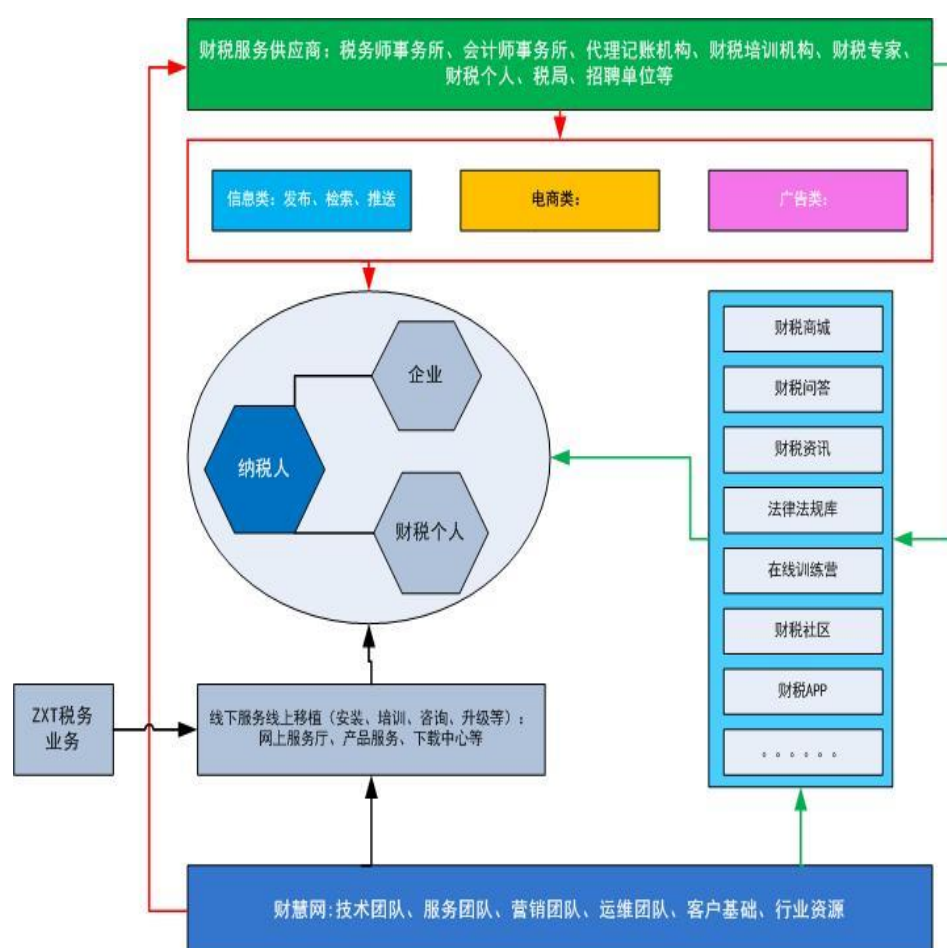 财税服务供应商：税务师事务所、会计师事务所、代理记账机构、财税培训机构、财税专家、
财税个人、税局、招聘单位等
信息类：发布、检索、推送
电商类：
广告类：
企业
纳税人
财税个人
财税商城
财税问答
财税资讯
法律法规库
在线训练营
财税社区
财税APP
。。。。。。
ZXT税务
业务
线下服务线上移植（安装、培训、咨询、升级等）：
网上服务厅、产品服务、下载中心等
财慧网:技术团队、服务团队、营销团队、运维团队、客户基础、行业资源